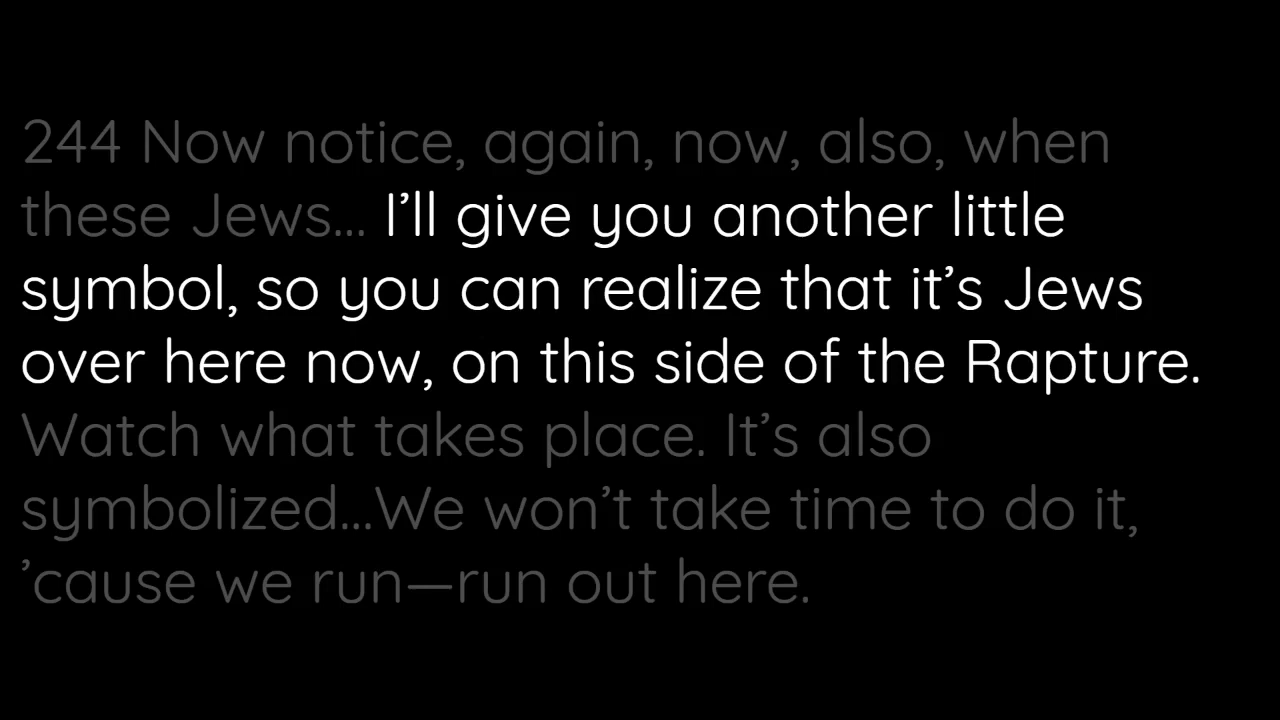 244 Now notice, again, now, also, when
these Jews... I’ll give you another little
symbol, so you can realize that it’s Jews
over here now, on this side of the Rapture.
Watch what takes place. It’s also
symbolized...We won’t take time to do it,
’cause we run—run out here.